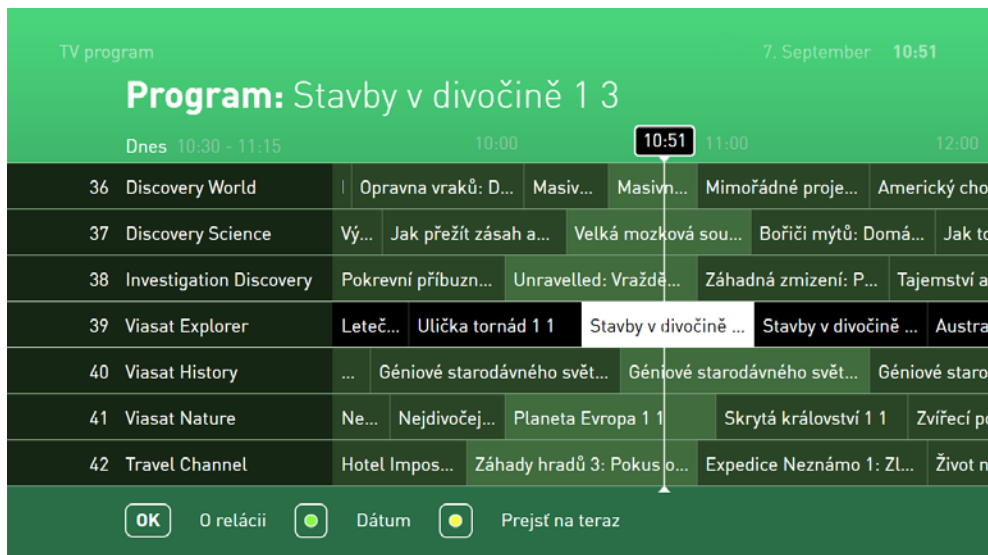 TV program 7. September 10:51
Program: Stavby v divočině 1 3
Dnes 10:30 - 11:15 10:00 10:51 11:00 12:00
36 Discovery World Opravna vraků: D... Masiv... Masivn... Mimořádné proje... Americký cho
37 Discovery Science Vý... Jak přežít zásah a... Velká mozková sou... Bořiči mýtů: Domá... Jak to
38 Investigation Discovery Pokrevní příbuzn... Unravelled: Vraždě... Záhadná zmizení: P... Tajemství a
39 Viasat Explorer Leteč... Ulička tornád 1 1 Stavby v divočině ... Stavby v divočině ... Austra
40 Viasat History ... Géniové starodávného svět... Géniové starodávného svět... Géniové staro
41 Viasat Nature Ne... Nejdivočej... Planeta Evropa 1 1 Skrytá království 1 1 Zvířecí po
42 Travel Channel Hotel Impos... Záhady hradů 3: Pokus o... Expedice Neznámo 1: Zl... Život n
OK O relácii Dátum Prejsť na teraz